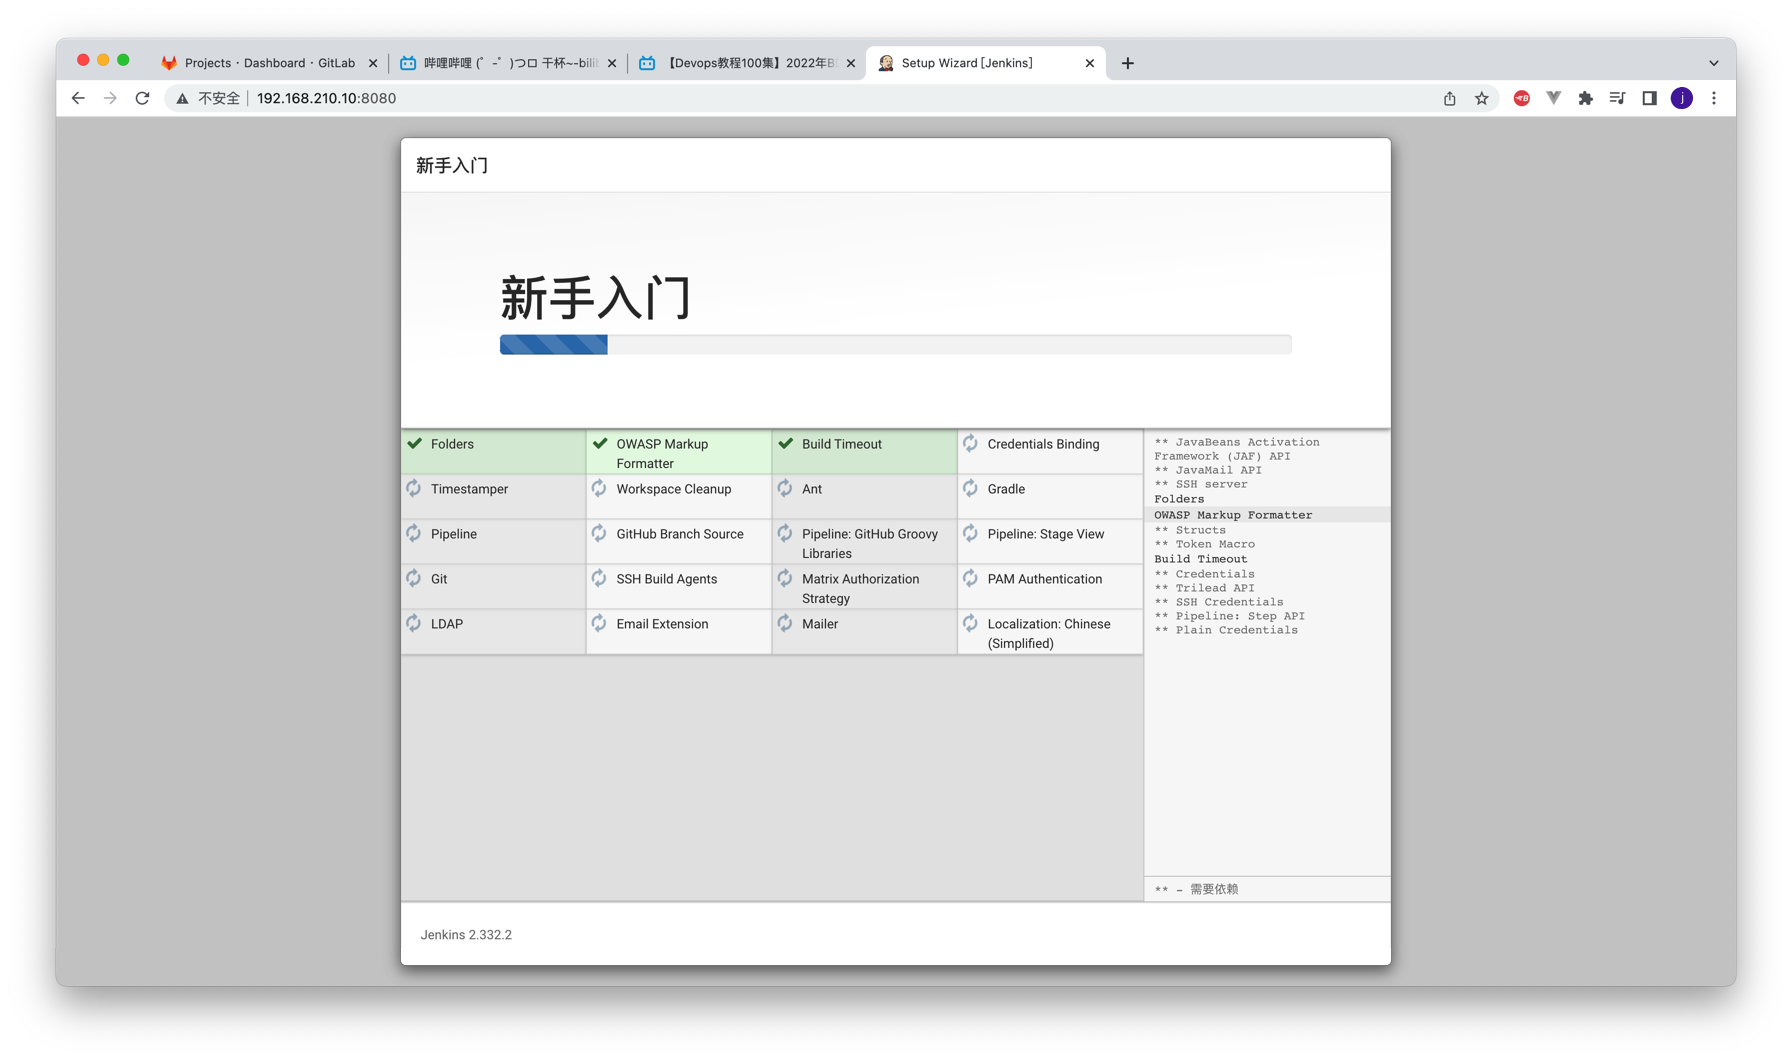 Projects · Dashboard · GitLab
哔哩哔哩 (゜-゜)つロ 干杯~-bili
【Devops教程100集】2022年B
Setup Wizard [Jenkins]
不安全
192.168.210.10:8080
j
新手入门
新手入门
Folders
OWASP Markup
Formatter
Build Timeout
Credentials Binding
Timestamper
Workspace Cleanup
Ant
Gradle
Pipeline
GitHub Branch Source
Pipeline: GitHub Groovy
Libraries
Pipeline: Stage View
Git
SSH Build Agents
Matrix Authorization
Strategy
PAM Authentication
LDAP
Email Extension
Mailer
Localization: Chinese
(Simplified)
** JavaBeans Activation
Framework (JAF) API
** JavaMail API
** SSH server
Folders
OWASP Markup Formatter
** Structs
** Token Macro
Build Timeout
** Credentials
** Trilead API
** SSH Credentials
** Pipeline: Step API
** Plain Credentials
** - 需要依赖
Jenkins 2.332.2